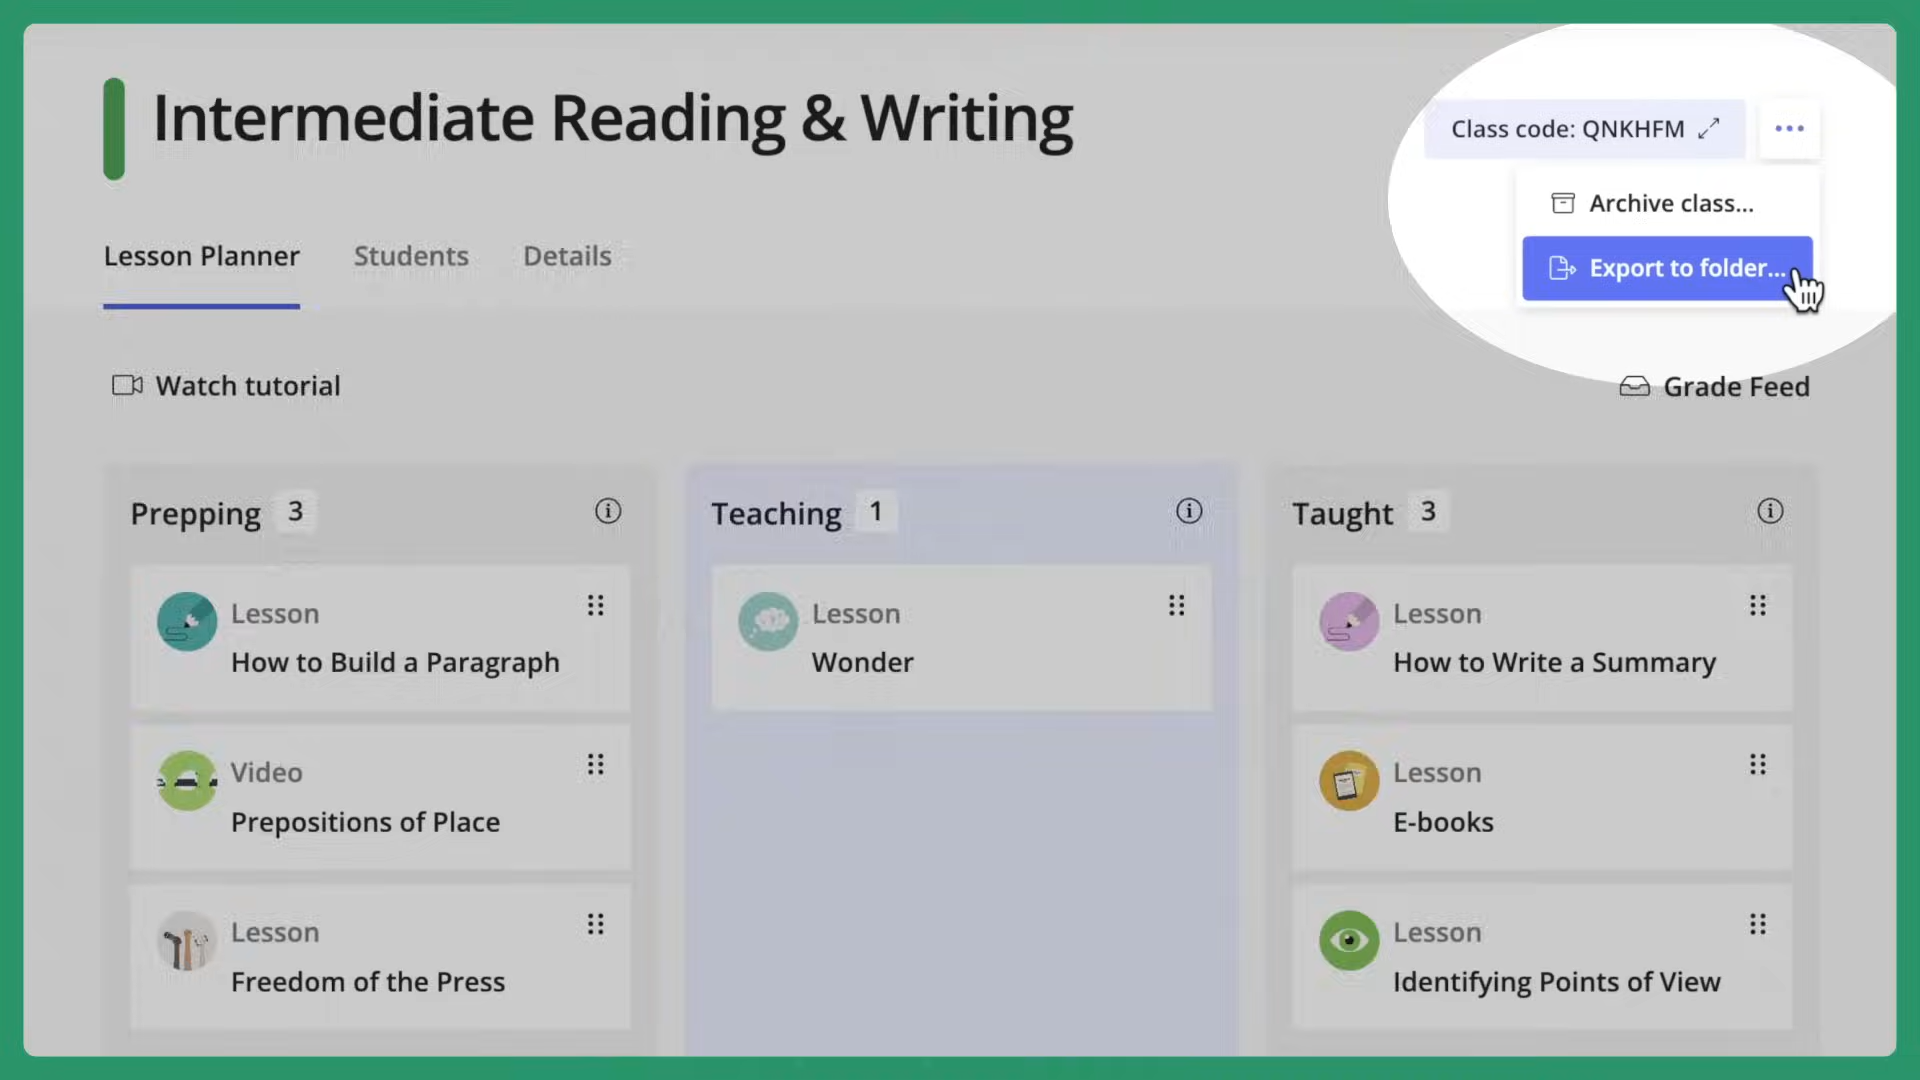 Intermediate Reading & Writing
Class code: QNKHFM
Archive class...
Export to folder...
Lesson Planner
Students
Details
Watch tutorial
Grade Feed
Prepping 3
Lesson
How to Build a Paragraph
Video
Prepositions of Place
Lesson
Freedom of the Press
Teaching 1
Lesson
Wonder
Taught 3
Lesson
How to Write a Summary
Lesson
E-books
Lesson
Identifying Points of View